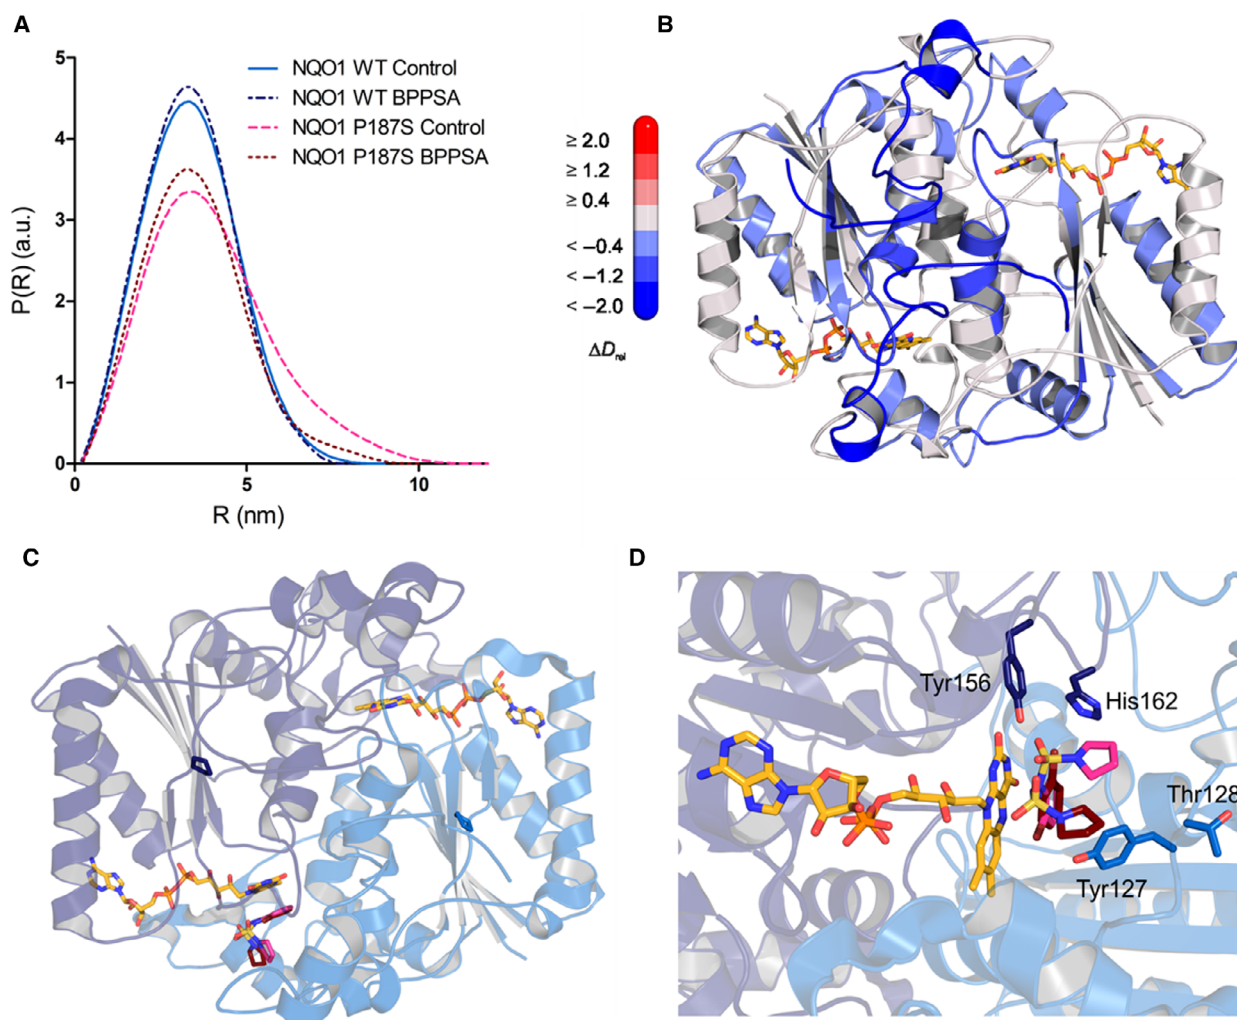 A
5
4
3
2
1
0
P(R) (a.u.)
0
5
10
R (nm)
NQO1 WT Control
NQO1 WT BPPSA
NQO1 P187S Control
NQO1 P187S BPPSA
B
≥ 2.0
≥ 1.2
≥ 0.4
< –0.4
< –1.2
< –2.0
ΔDrel
C
D
Tyr156
His162
Thr128
Tyr127